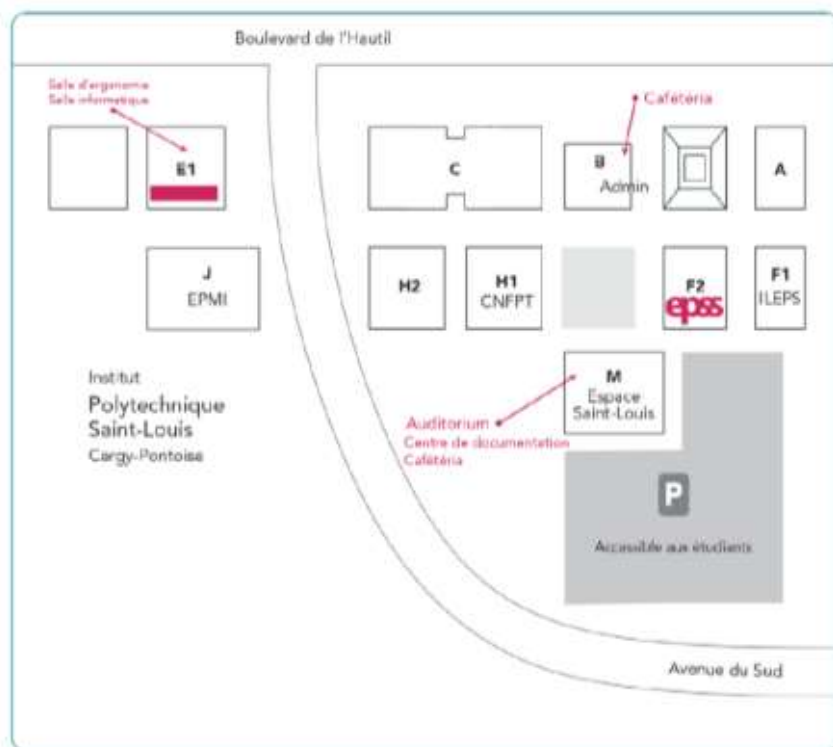 Boulevard de l'Hautil
Salle d'ergonomie
Salle informatique
Cafétéria
E1
C
B
Admin
A
J
EPMI
H2
H1
CNFPT
F2
epss
F1
ILEPS
M
Espace
Saint-Louis
Institut
Polytechnique
Saint-Louis
Cergy-Pontoise
Auditorium
Centre de documentation
Cafétéria
P
Accessible aux étudiants
Avenue du Sud